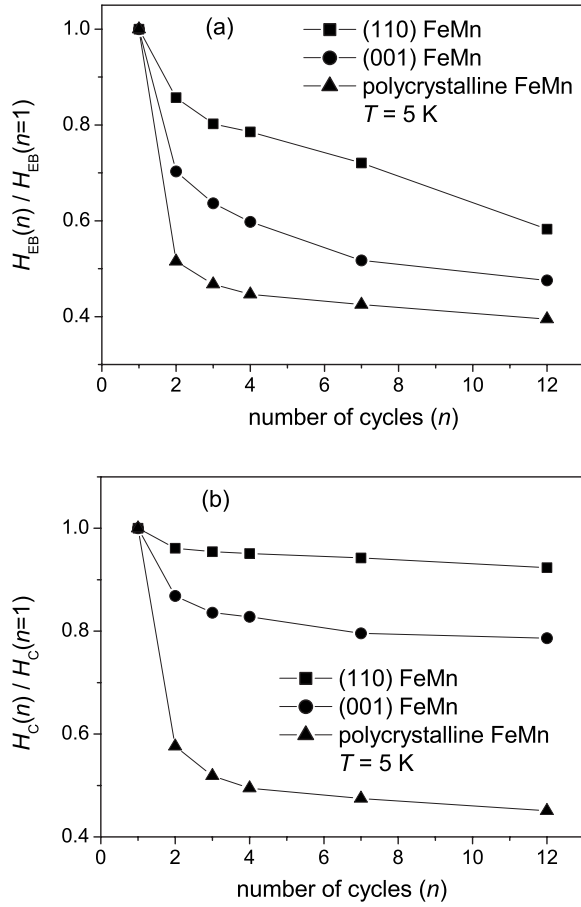 (a)
(110) FeMn
(001) FeMn
polycrystalline FeMn
T = 5 K
H_EB(n) / H_EB(n=1)
1.0
0.8
0.6
0.4
0 2 4 6 8 10 12
number of cycles (n)
(b)
H_C(n) / H_C(n=1)
1.0
0.8
0.6
0.4
(110) FeMn
(001) FeMn
polycrystalline FeMn
T = 5 K
0 2 4 6 8 10 12
number of cycles (n)